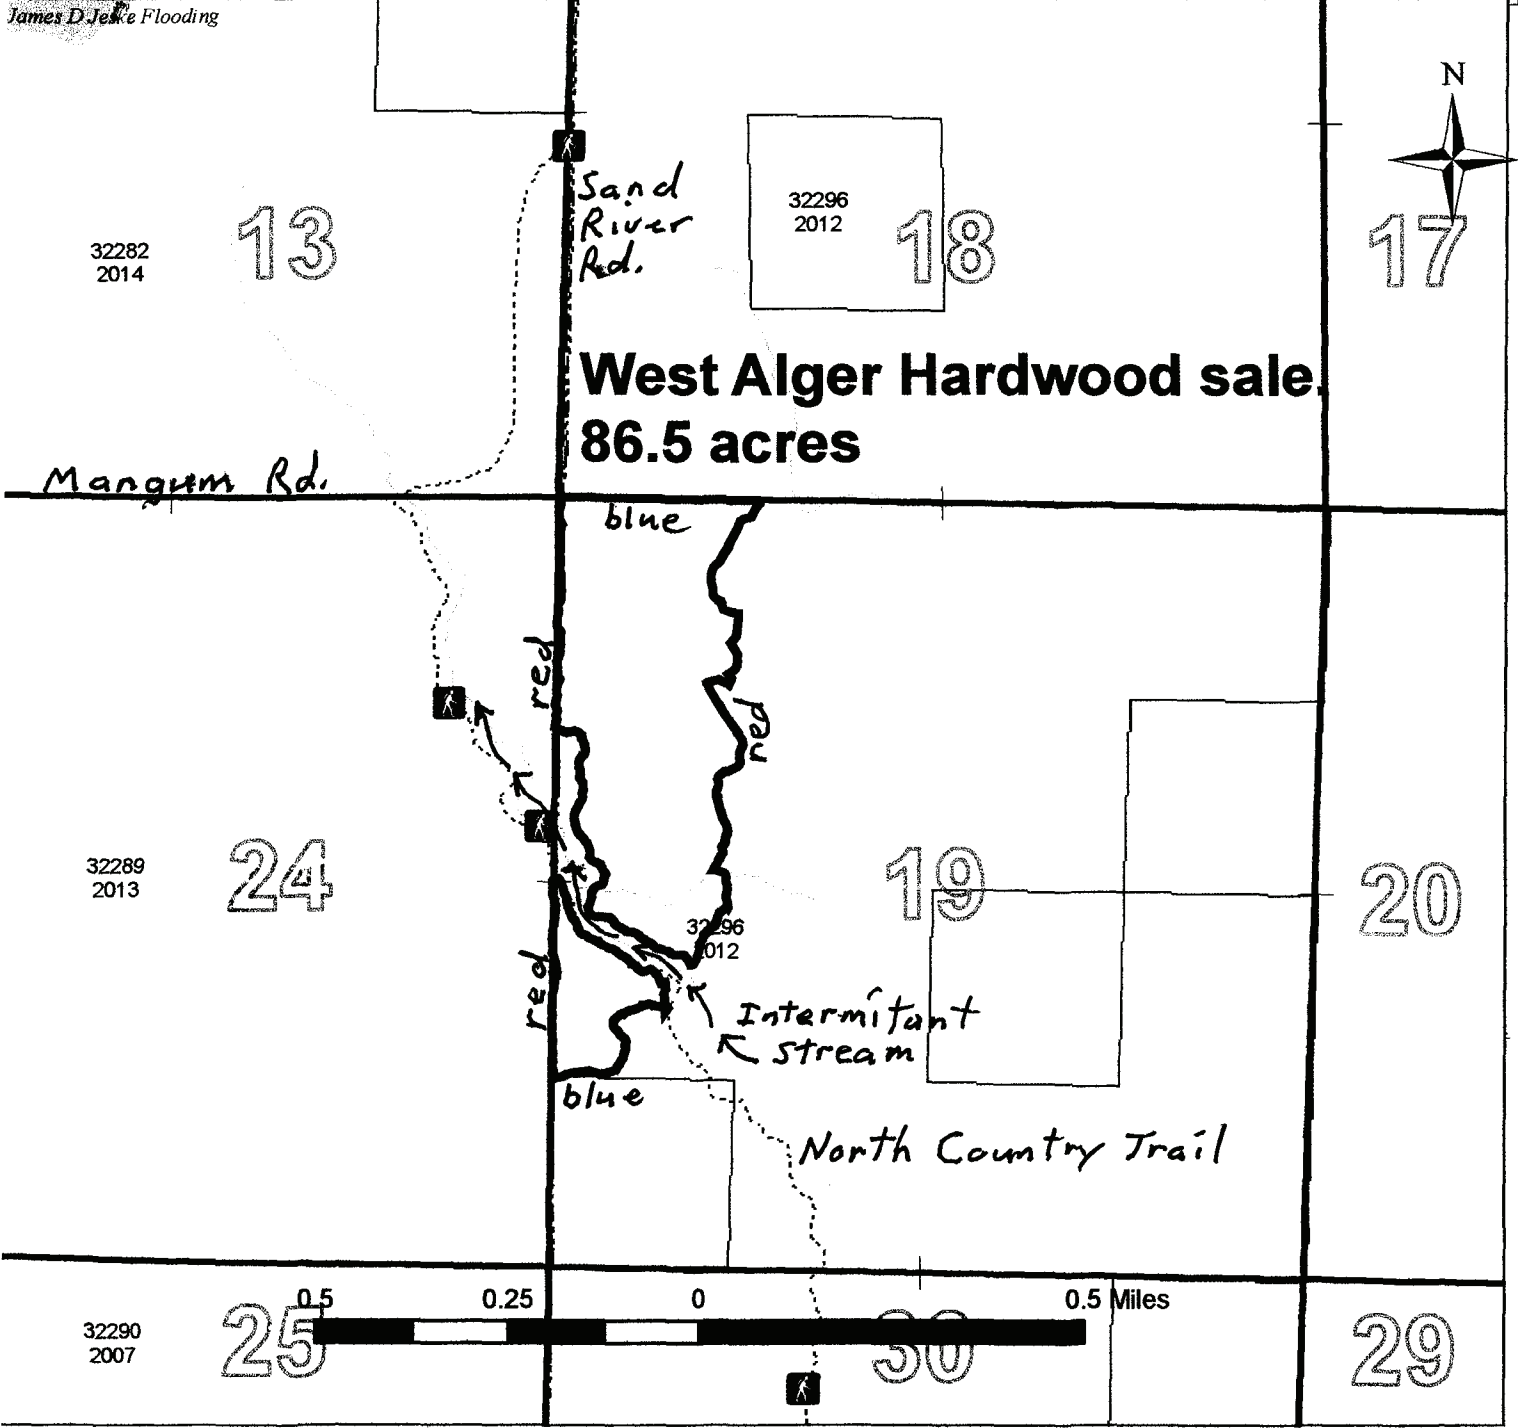 James D Jeske Flooding
N
Sand
River
Rd.
32296
2012
13
18
17
32282
2014
West Alger Hardwood sale.
86.5 acres
Mangum Rd.
blue
red
red
32289
2013
24
19
20
32296
2012
red
Intermitant
stream
blue
North Country Trail
0.5
0.25
0
0.5 Miles
32290
2007
25
30
29